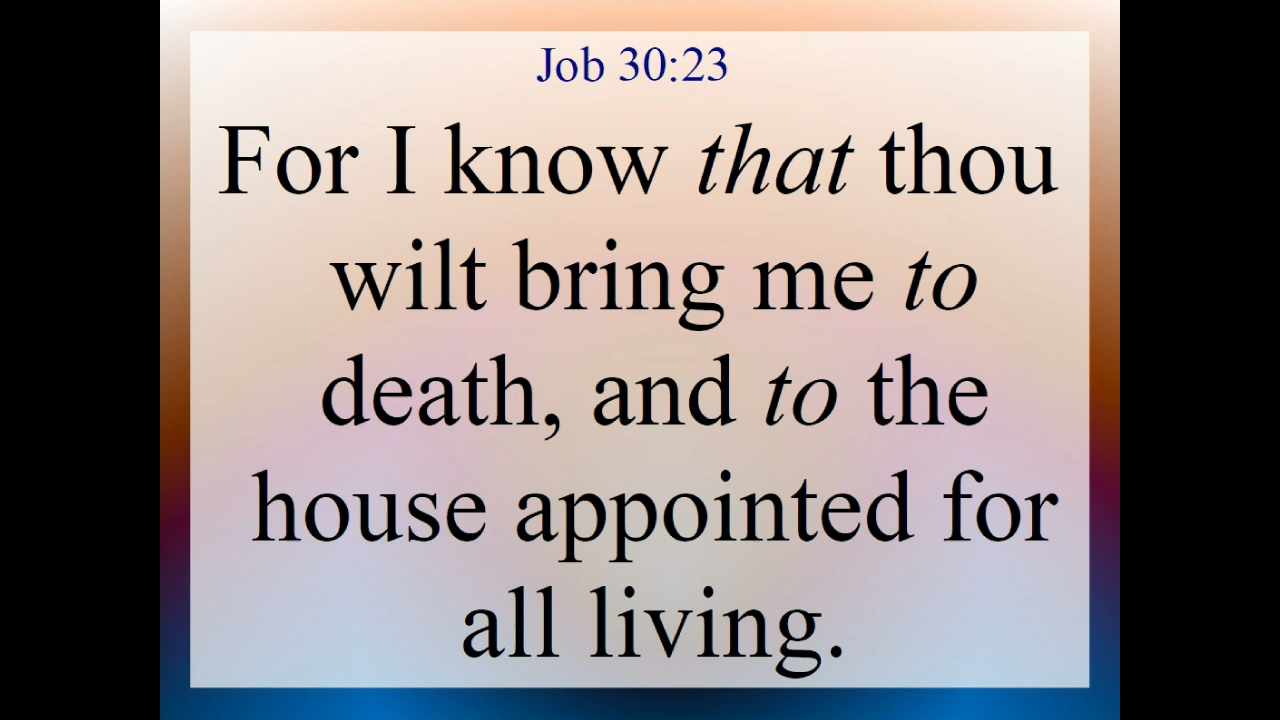 Job 30:23
For I know that thou
wilt bring me to
death, and to the
house appointed for
all living.